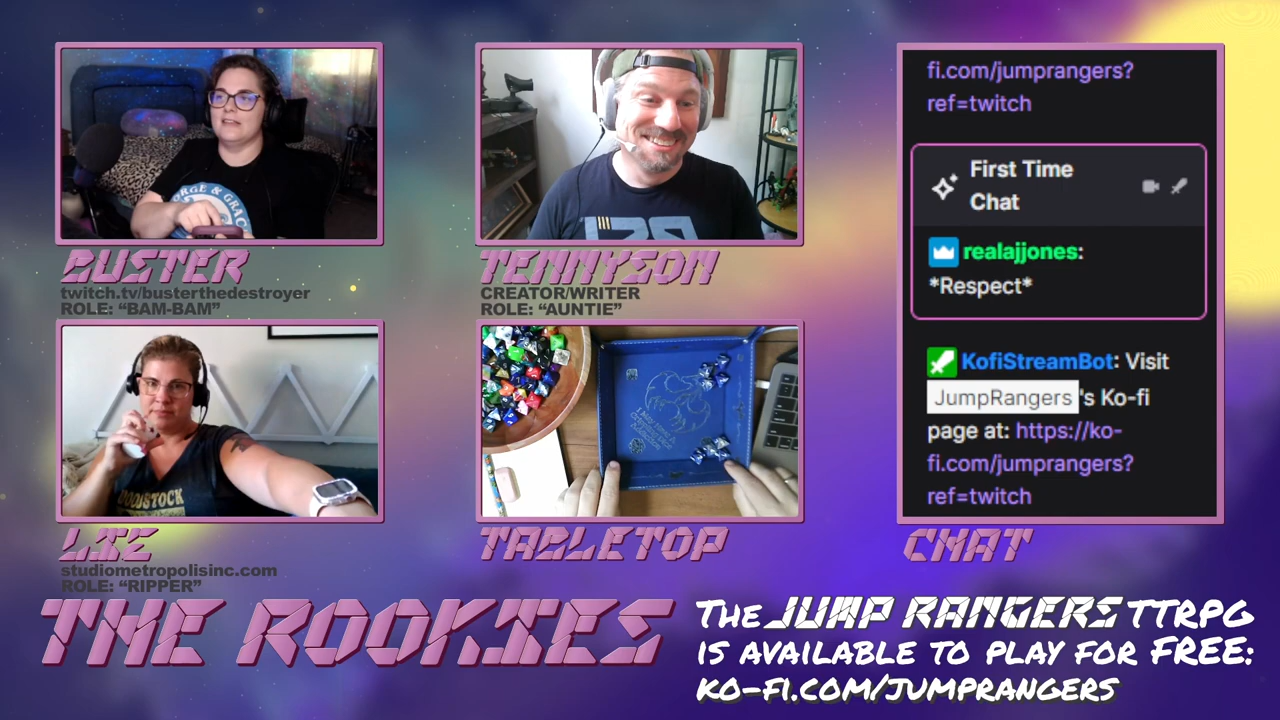 BUSTER
twitch.tv/busterthedestroyer
ROLE: “BAM-BAM”
TENNYSON
CREATOR/WRITER
ROLE: “AUNTIE”
LIE
studiometropolisinc.com
ROLE: “RIPPER”
TABLETOP
fi.com/jumprangers?
ref=twitch
First Time
Chat
realajjones:
*Respect*
KofiStreamBot: Visit
JumpRangers 's Ko-fi
page at: https://ko-
fi.com/jumprangers?
ref=twitch
CHAT
THE ROOKIES
THE JUMP RANGERS TTRPG
IS AVAILABLE TO PLAY FOR FREE:
KO-FI.COM/JUMPRANGERS